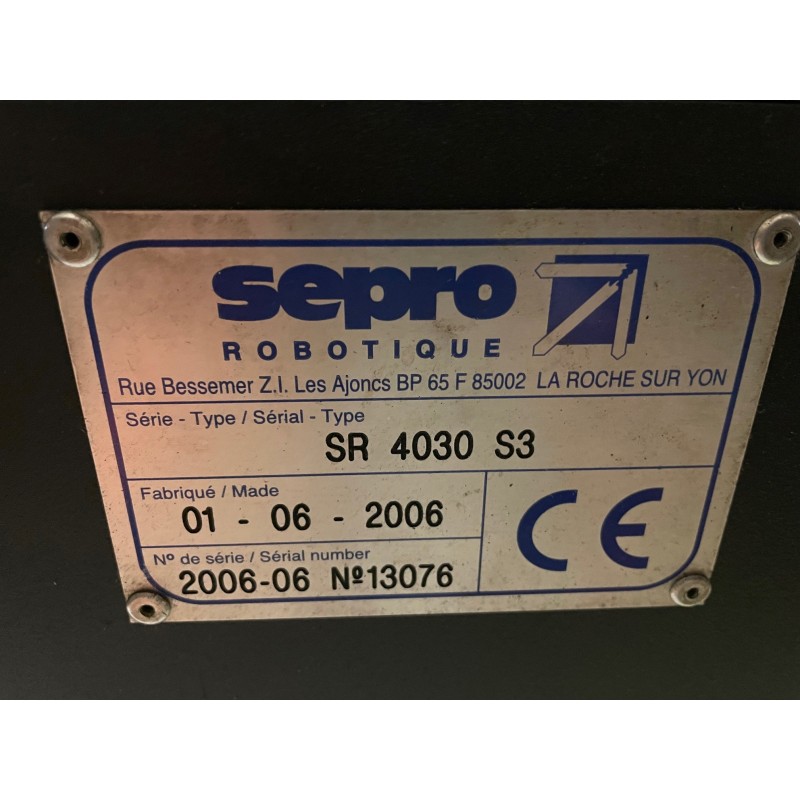 sepro
ROBOTIQUE
Rue Bessemer Z.I. Les Ajoncs BP 65 F 85002 LA ROCHE SUR YON
Série - Type / Sérial - Type
SR 4030 S3
Fabriqué / Made
01 - 06 - 2006
Nº de série / Sérial number
2006-06 Nº13076
CE